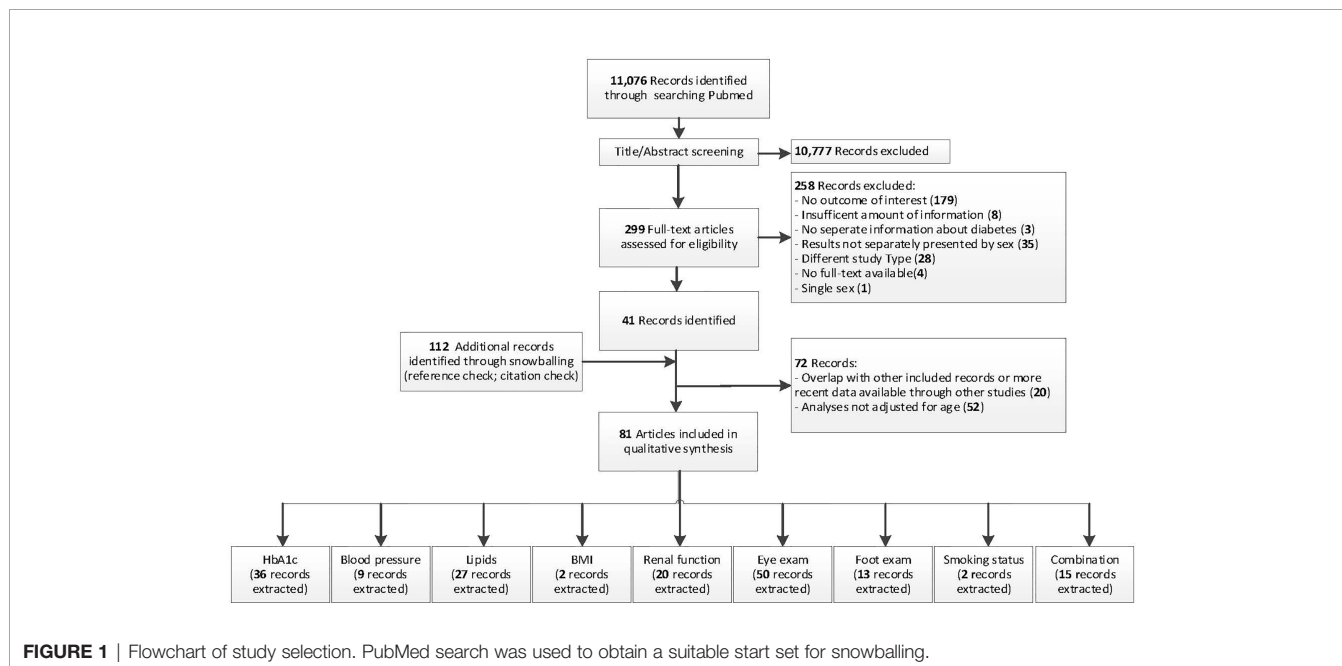 11,076 Records identified
through searching Pubmed
Title/Abstract screening
10,777 Records excluded
299 Full-text articles
assessed for eligibility
258 Records excluded:
- No outcome of interest (179)
- Insufficent amount of information (8)
- No seperate information about diabetes (3)
- Results not separately presented by sex (35)
- Different study Type (28)
- No full-text available(4)
- Single sex (1)
41 Records identified
112 Additional records
identified through snowballing
(reference check; citation check)
72 Records:
- Overlap with other included records or more
recent data available through other studies (20)
- Analyses not adjusted for age (52)
81 Articles included in
qualitative synthesis
HbA1c
(36 records
extracted)
Blood pressure
(9 records
extracted)
Lipids
(27 records
extracted)
BMI
(2 records
extracted)
Renal function
(20 records
extracted)
Eye exam
(50 records
extracted)
Foot exam
(13 records
extracted)
Smoking status
(2 records
extracted)
Combination
(15 records
extracted)
FIGURE 1 | Flowchart of study selection. PubMed search was used to obtain a suitable start set for snowballing.